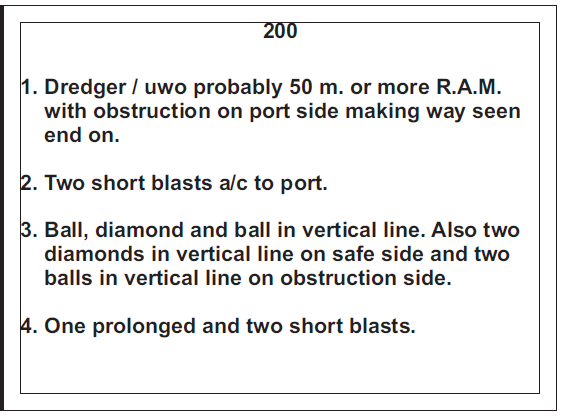 200
1. Dredger / uwo probably 50 m. or more R.A.M.
with obstruction on port side making way seen
end on.
2. Two short blasts a/c to port.
3. Ball, diamond and ball in vertical line. Also two
diamonds in vertical line on safe side and two
balls in vertical line on obstruction side.
4. One prolonged and two short blasts.